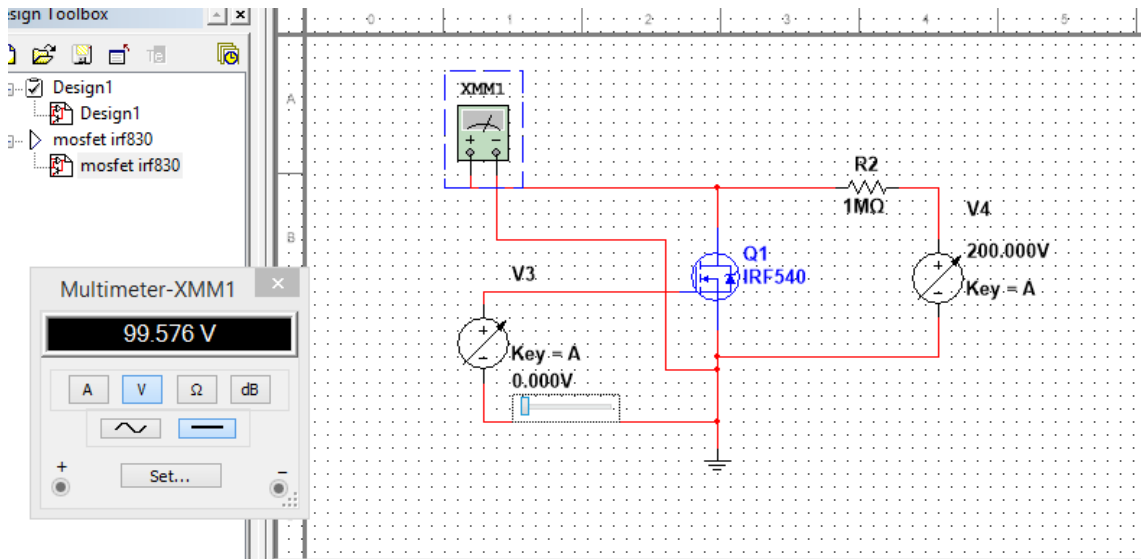 esign Toolbox
Design1
Design1
mosfet irf830
mosfet irf830
0 1 2 3 4 5
A
XMM1
+ −
R2
1MΩ
V4
B
200.000V
Key = A
+
−
Q1
IRF540
V3
+
−
Key = A
0.000V
Multimeter-XMM1
99.576 V
A V Ω dB
+ −
Set...